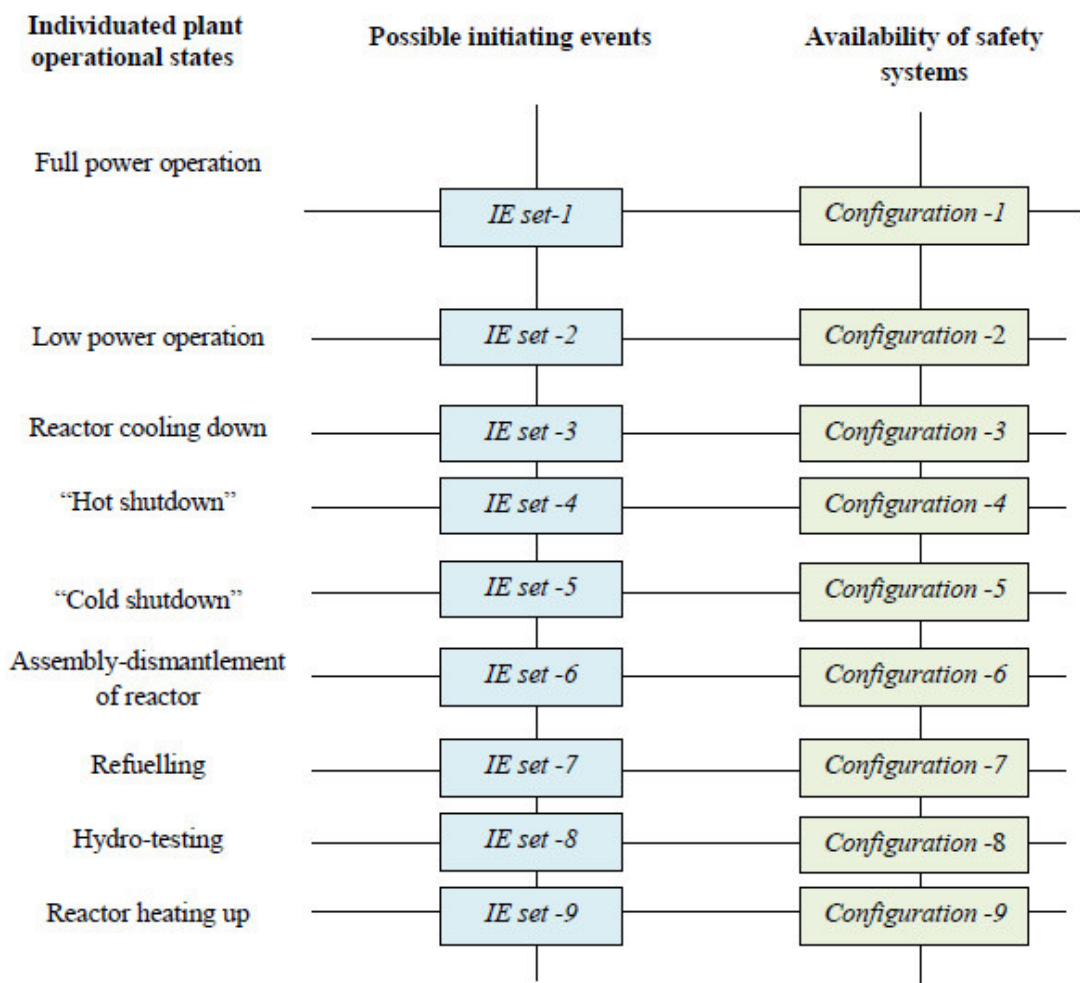 Individuated plant
operational states
Possible initiating events
Availability of safety
systems
Full power operation
IE set-1
Configuration -1
Low power operation
IE set -2
Configuration -2
Reactor cooling down
IE set -3
Configuration -3
“Hot shutdown”
IE set -4
Configuration -4
“Cold shutdown”
IE set -5
Configuration -5
Assembly-dismantlement
of reactor
IE set -6
Configuration -6
Refuelling
IE set -7
Configuration -7
Hydro-testing
IE set -8
Configuration -8
Reactor heating up
IE set -9
Configuration -9